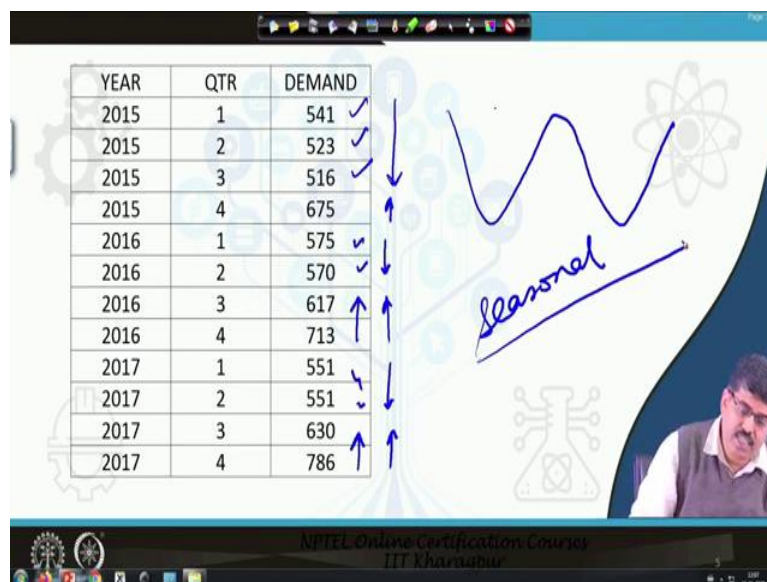 Page
YEAR QTR DEMAND
2015 1 541
2015 2 523
2015 3 516
2015 4 675
2016 1 575
2016 2 570
2016 3 617
2016 4 713
2017 1 551
2017 2 551
2017 3 630
2017 4 786
Seasonal
NPTEL Online Certification Courses
IIT Kharagpur
5